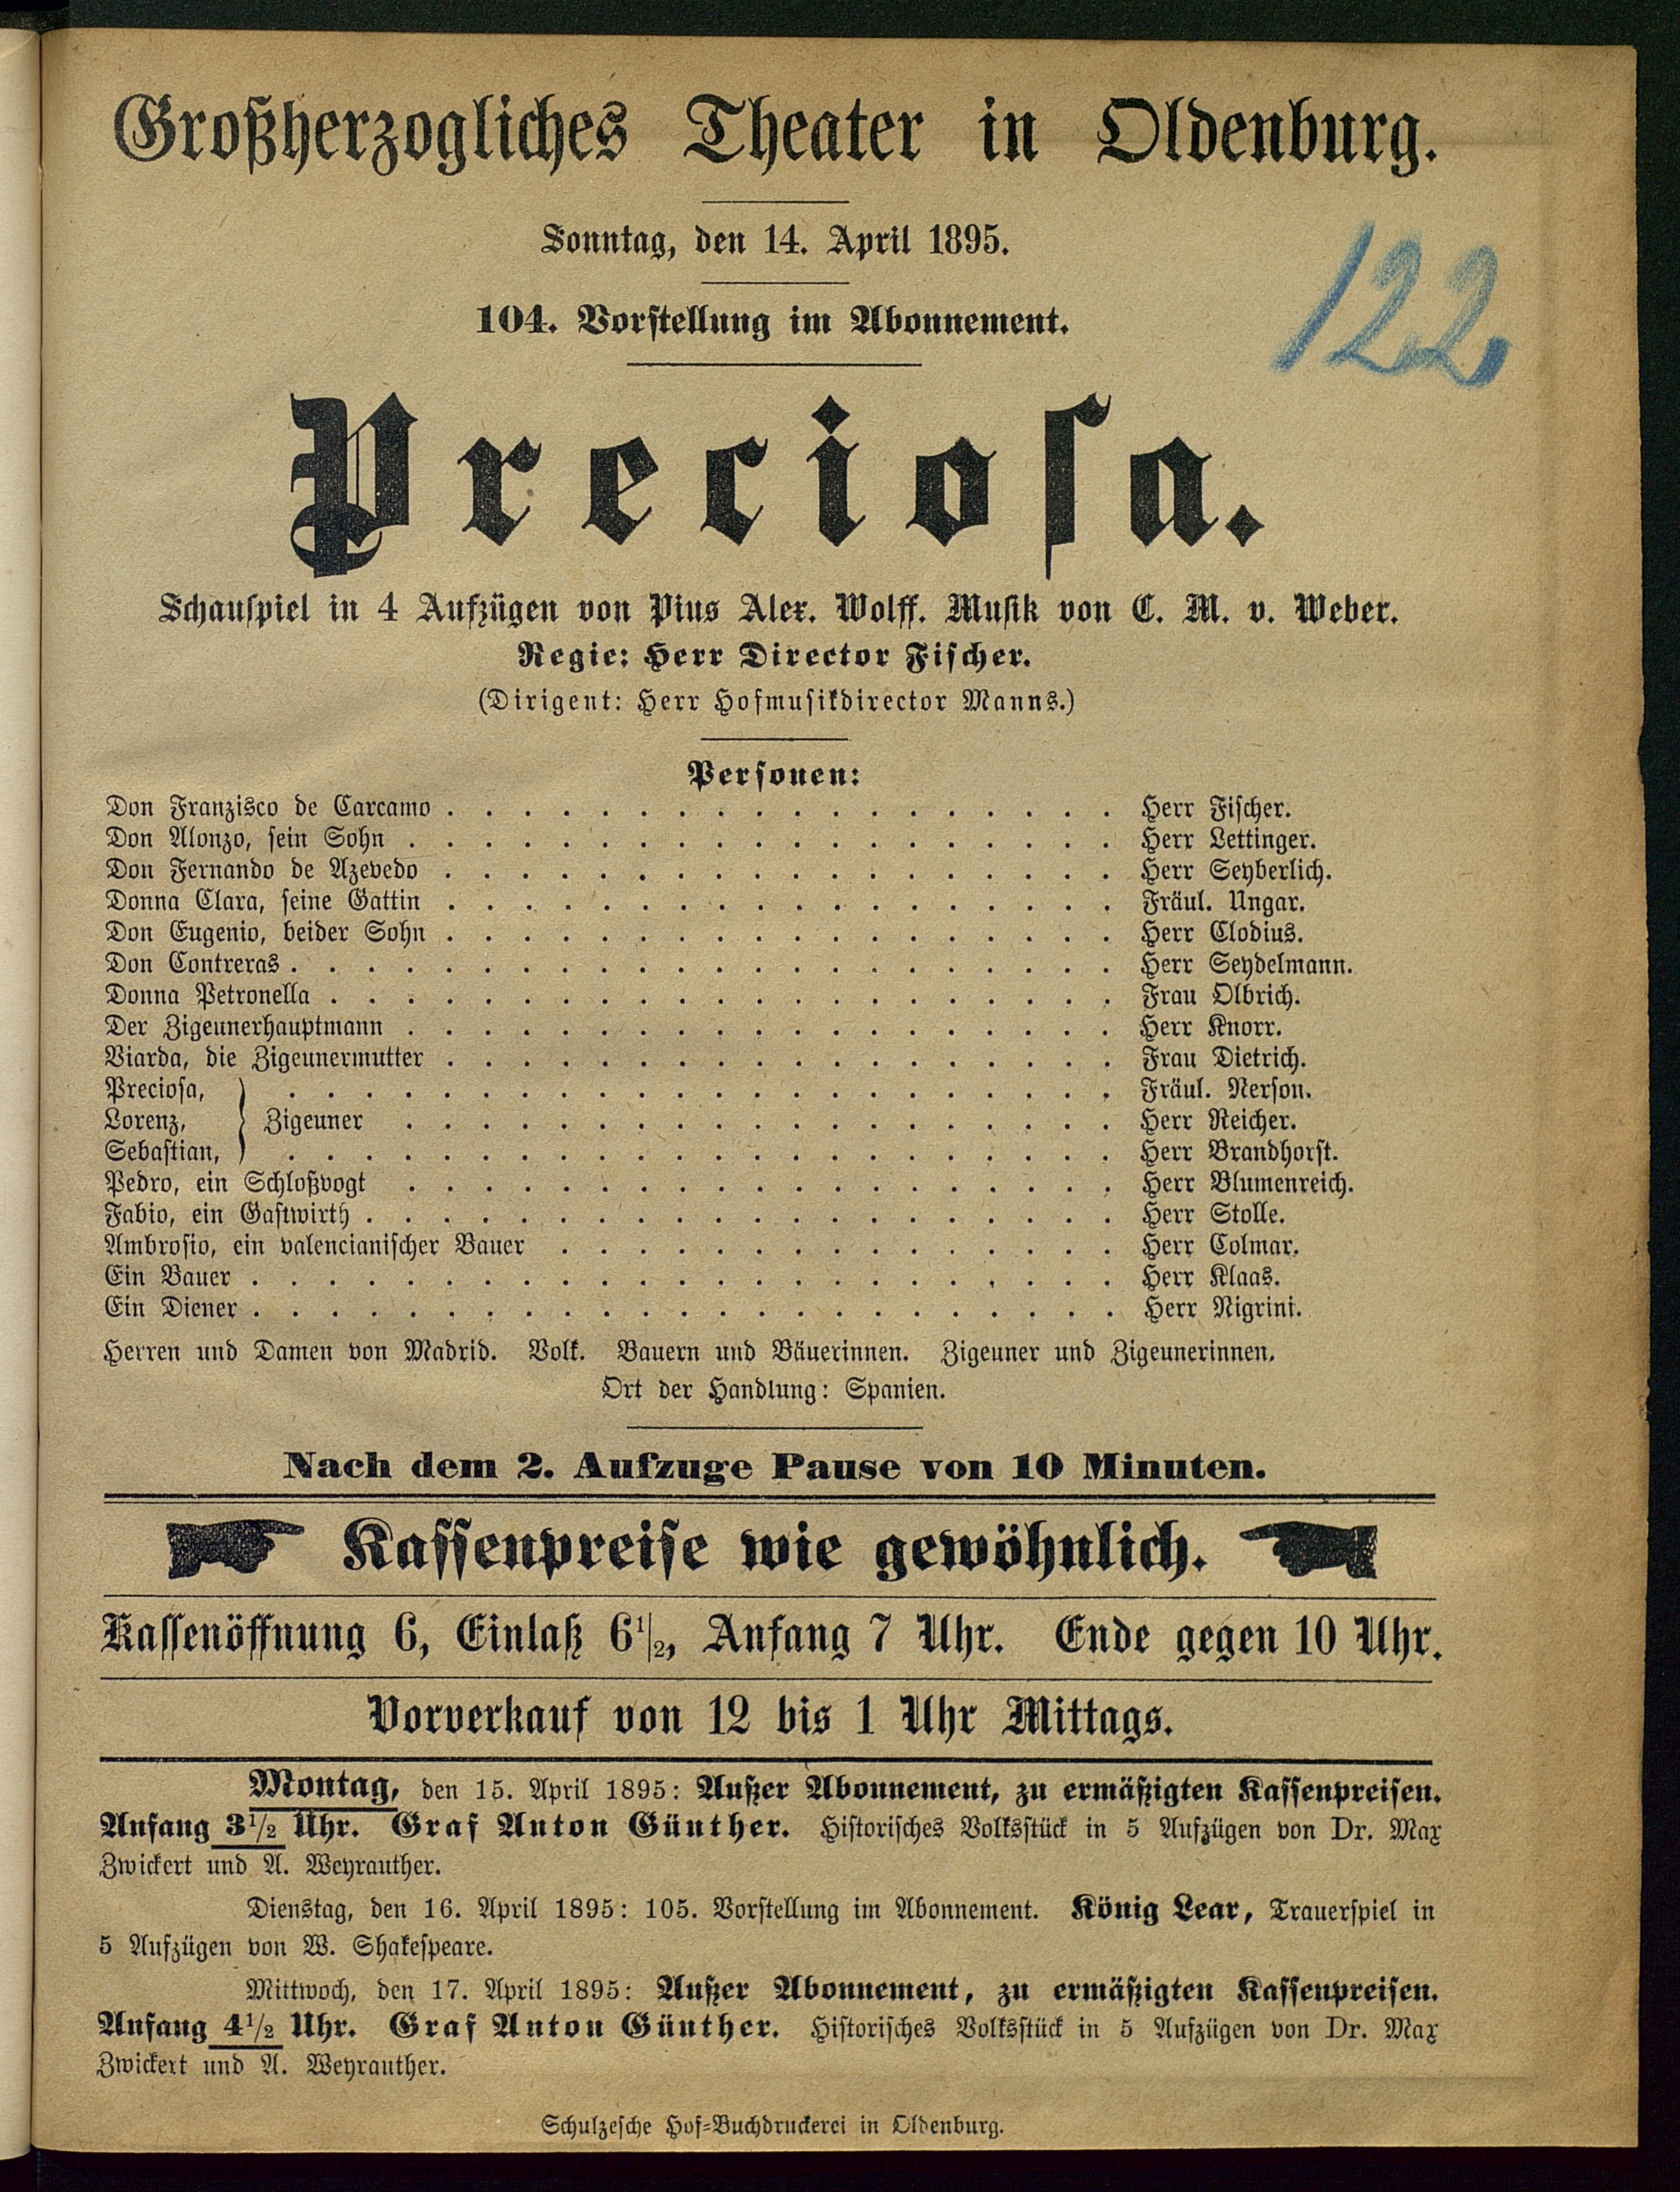 Großherzogliches Theater in Oldenburg.
Sonntag, den 14. April 1895.
122
104. Vorstellung im Abonnement.
Preciosa.
Schauspiel in 4 Aufzügen von Pius Alex. Wolff. Musik von C. M. v. Weber.
Regie: Herr Director Fischer.
(Dirigent: Herr Hofmusikdirector Manns.)
Personen:
Don Franzisco de Carcamo . . . . . . . . . . . . . . . . . . Herr Fischer.
Don Alonzo, sein Sohn . . . . . . . . . . . . . . . . . . . Herr Lettinger.
Don Fernando de Azevedo . . . . . . . . . . . . . . . . . . Herr Seyberlich.
Donna Clara, seine Gattin . . . . . . . . . . . . . . . . . . Fräul. Ungar.
Don Eugenio, beider Sohn . . . . . . . . . . . . . . . . . . Herr Clodius.
Don Contreras . . . . . . . . . . . . . . . . . . . . . . Herr Seydelmann.
Donna Petronella . . . . . . . . . . . . . . . . . . . . . Frau Olbrich.
Der Zigeunerhauptmann . . . . . . . . . . . . . . . . . . . Herr Knorr.
Viarda, die Zigeunermutter . . . . . . . . . . . . . . . . . . Frau Dietrich.
Preciosa, . . . . . . . . . . . . . . . . . . . . . . Fräul. Nerson.
Lorenz, } Zigeuner . . . . . . . . . . . . . . . . . . . Herr Reicher.
Sebastian, . . . . . . . . . . . . . . . . . . . . . . Herr Brandhorst.
Pedro, ein Schloßvogt . . . . . . . . . . . . . . . . . . . Herr Blumenreich.
Fabio, ein Gastwirth . . . . . . . . . . . . . . . . . . . . Herr Stolle.
Ambrosio, ein valencianischer Bauer . . . . . . . . . . . . . . . Herr Colmar.
Ein Bauer . . . . . . . . . . . . . . . . . . . . . . . Herr Klaas.
Ein Diener . . . . . . . . . . . . . . . . . . . . . . . Herr Nigrini.
Herren und Damen von Madrid. Volk. Bauern und Bäuerinnen. Zigeuner und Zigeunerinnen.
Ort der Handlung: Spanien.
Nach dem 2. Aufzuge Pause von 10 Minuten.
Kassenpreise wie gewöhnlich.
Kassenöffnung 6, Einlaß 6 1/2, Anfang 7 Uhr. Ende gegen 10 Uhr.
Vorverkauf von 12 bis 1 Uhr Mittags.
Montag, den 15. April 1895: Außer Abonnement, zu ermäßigten Kassenpreisen.
Anfang 3 1/2 Uhr. Graf Anton Günther. Historisches Volksstück in 5 Aufzügen von Dr. Max
Zwickert und A. Weyrauther.
Dienstag, den 16. April 1895: 105. Vorstellung im Abonnement. König Lear, Trauerspiel in
5 Aufzügen von W. Shakespeare.
Mittwoch, den 17. April 1895: Außer Abonnement, zu ermäßigten Kassenpreisen.
Anfang 4 1/2 Uhr. Graf Anton Günther. Historisches Volksstück in 5 Aufzügen von Dr. Max
Zwickert und A. Weyrauther.
Schulzesche Hof-Buchdruckerei in Oldenburg.